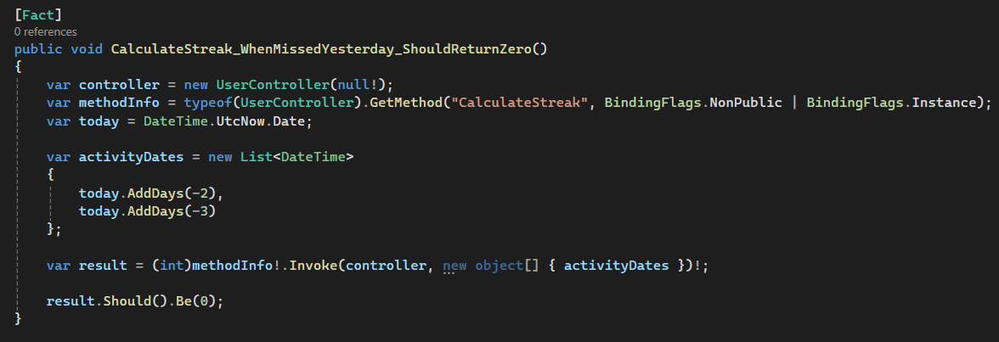 [Fact]
0 references
public void CalculateStreak_WhenMissedYesterday_ShouldReturnZero()
{
    var controller = new UserController(null!);
    var methodInfo = typeof(UserController).GetMethod("CalculateStreak", BindingFlags.NonPublic | BindingFlags.Instance);
    var today = DateTime.UtcNow.Date;

    var activityDates = new List<DateTime>
    {
        today.AddDays(-2),
        today.AddDays(-3)
    };

    var result = (int)methodInfo!.Invoke(controller, new object[] { activityDates })!;

    result.Should().Be(0);
}